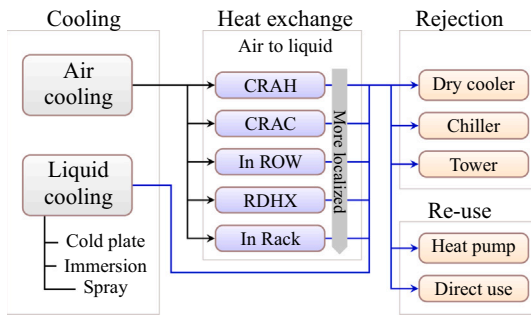 Cooling
Air
cooling
Liquid
cooling
Cold plate
Immersion
Spray
Heat exchange
Air to liquid
CRAH
CRAC
In ROW
RDHX
In Rack
More localized
Rejection
Dry cooler
Chiller
Tower
Re-use
Heat pump
Direct use